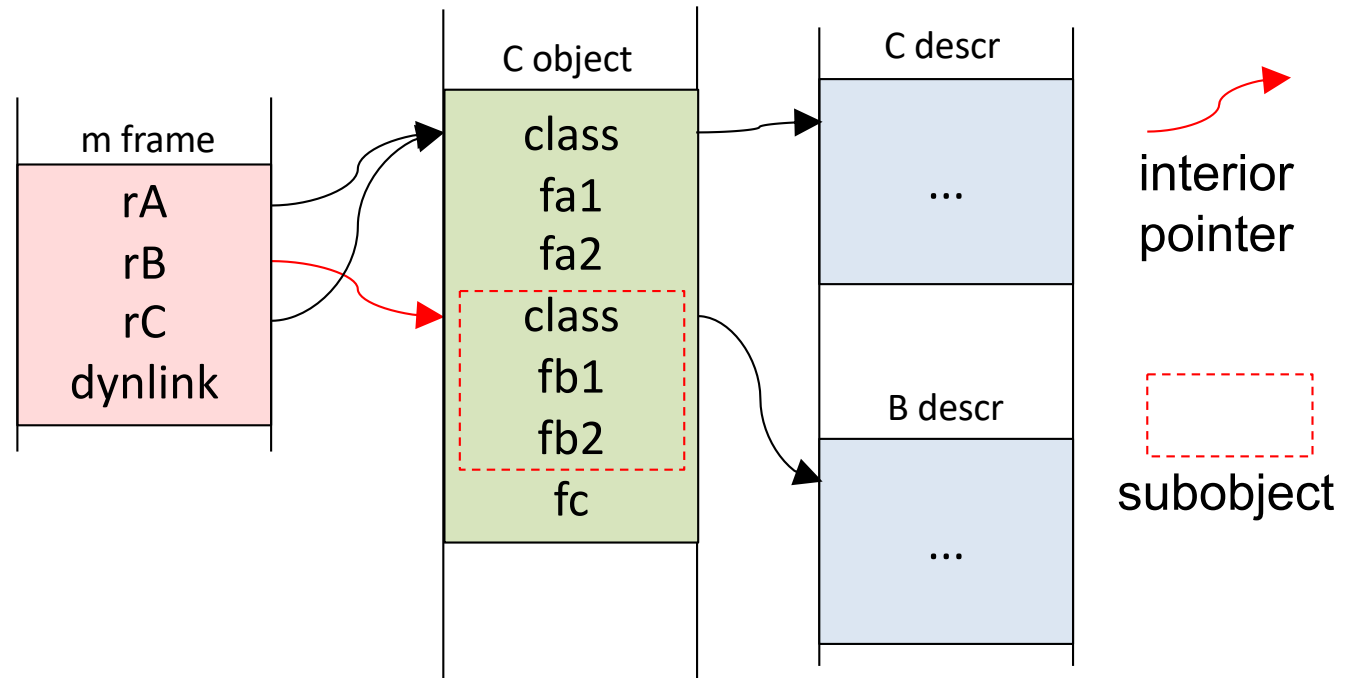 m frame
rA
rB
rC
dynlink
C object
class
fa1
fa2
class
fb1
fb2
fc
C descr
...
B descr
...
interior
pointer
subobject